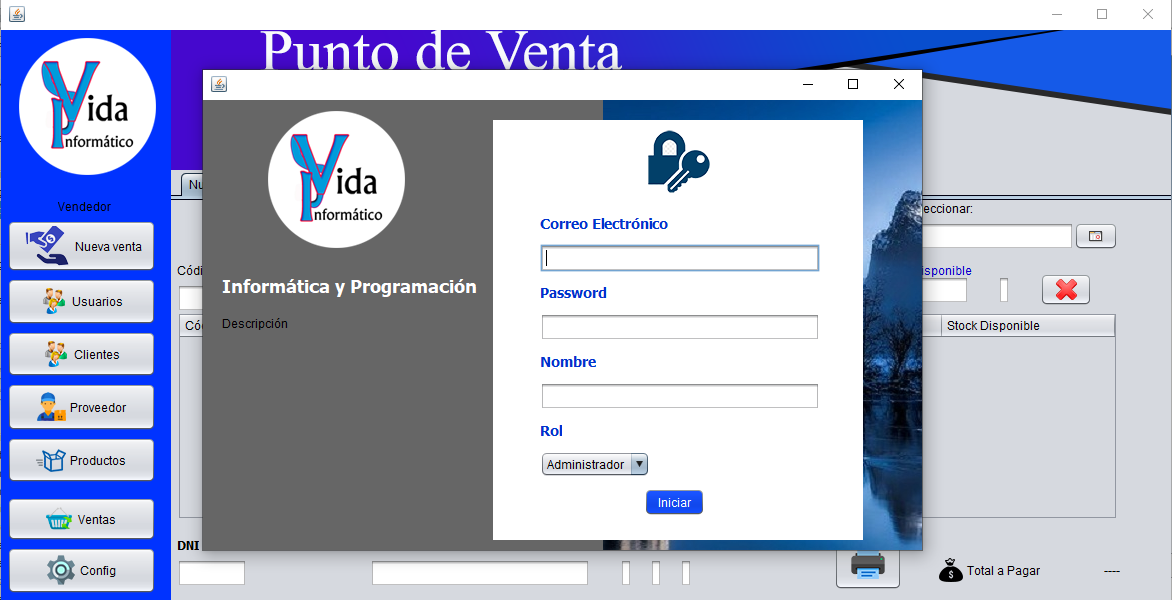 Punto de Venta
Vida
Informático
Vendedor
Nueva venta
Usuarios
Clientes
Proveedor
Productos
Ventas
Config
Nu
eccionar:
Códi
isponible
Có
Stock Disponible
DNI
Total a Pagar
----
Vida
Informático
Informática y Programación
Descripción
Correo Electrónico
Password
Nombre
Rol
Administrador
Iniciar